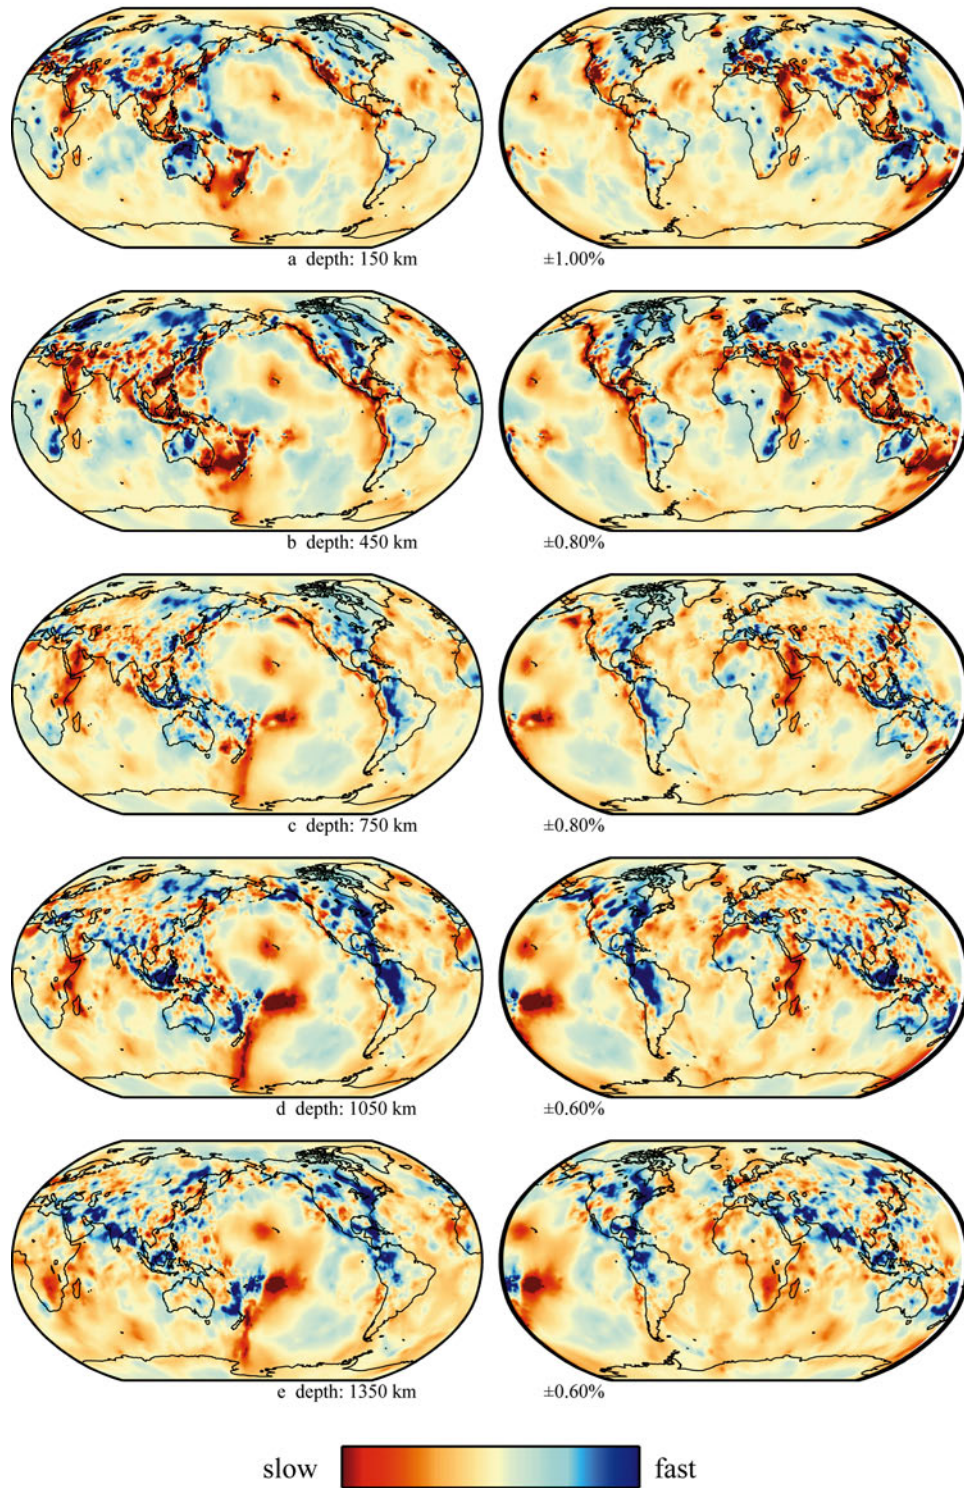 a depth: 150 km ±1.00%
b depth: 450 km ±0.80%
c depth: 750 km ±0.80%
d depth: 1050 km ±0.60%
e depth: 1350 km ±0.60%
slow fast